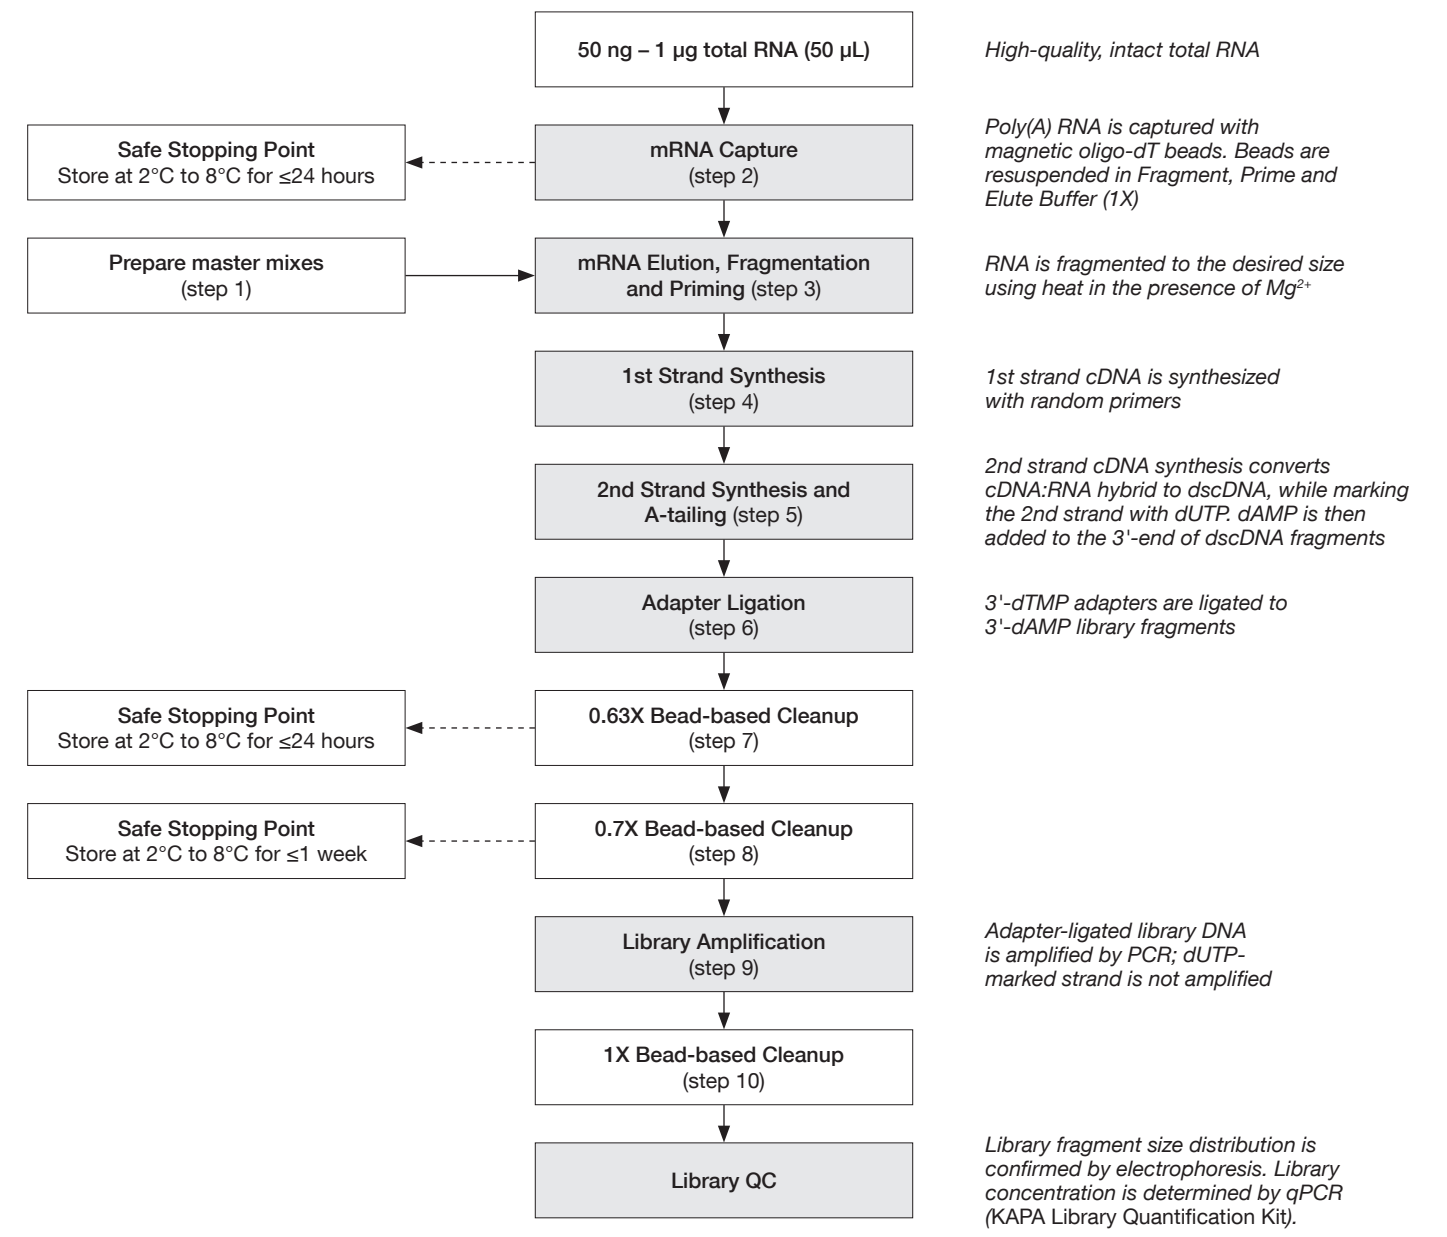 50 ng – 1 µg total RNA (50 µL)
High-quality, intact total RNA
Safe Stopping Point
Store at 2°C to 8°C for ≤24 hours
mRNA Capture
(step 2)
Poly(A) RNA is captured with
magnetic oligo-dT beads. Beads are
resuspended in Fragment, Prime and
Elute Buffer (1X)
Prepare master mixes
(step 1)
mRNA Elution, Fragmentation
and Priming (step 3)
RNA is fragmented to the desired size
using heat in the presence of Mg²⁺
1st Strand Synthesis
(step 4)
1st strand cDNA is synthesized
with random primers
2nd Strand Synthesis and
A-tailing (step 5)
2nd strand cDNA synthesis converts
cDNA:RNA hybrid to dscDNA, while marking
the 2nd strand with dUTP. dAMP is then
added to the 3'-end of dscDNA fragments
Adapter Ligation
(step 6)
3'-dTMP adapters are ligated to
3'-dAMP library fragments
Safe Stopping Point
Store at 2°C to 8°C for ≤24 hours
0.63X Bead-based Cleanup
(step 7)
Safe Stopping Point
Store at 2°C to 8°C for ≤1 week
0.7X Bead-based Cleanup
(step 8)
Library Amplification
(step 9)
Adapter-ligated library DNA
is amplified by PCR; dUTP-
marked strand is not amplified
1X Bead-based Cleanup
(step 10)
Library QC
Library fragment size distribution is
confirmed by electrophoresis. Library
concentration is determined by qPCR
(KAPA Library Quantification Kit).